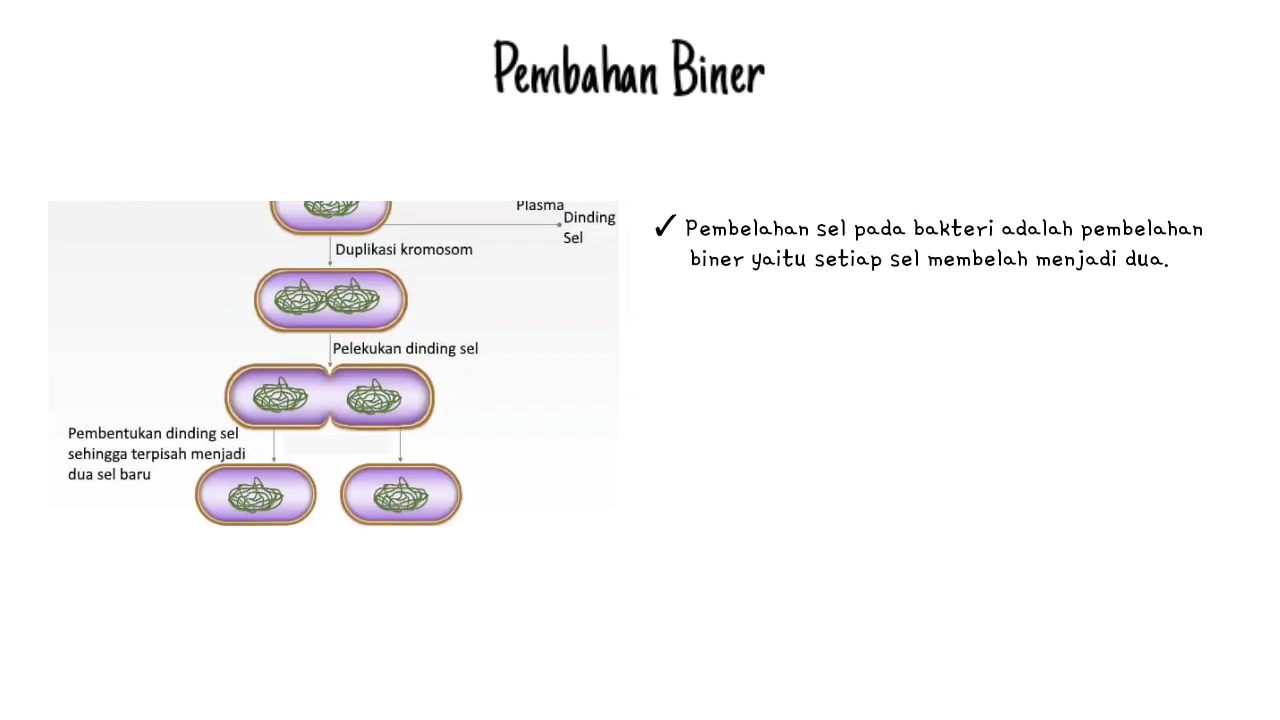 Pembahan Biner
Plasma
Dinding
Sel
Duplikasi kromosom
Pelekukan dinding sel
Pembentukan dinding sel
sehingga terpisah menjadi
dua sel baru
✓ Pembelahan sel pada bakteri adalah pembelahan
biner yaitu setiap sel membelah menjadi dua.